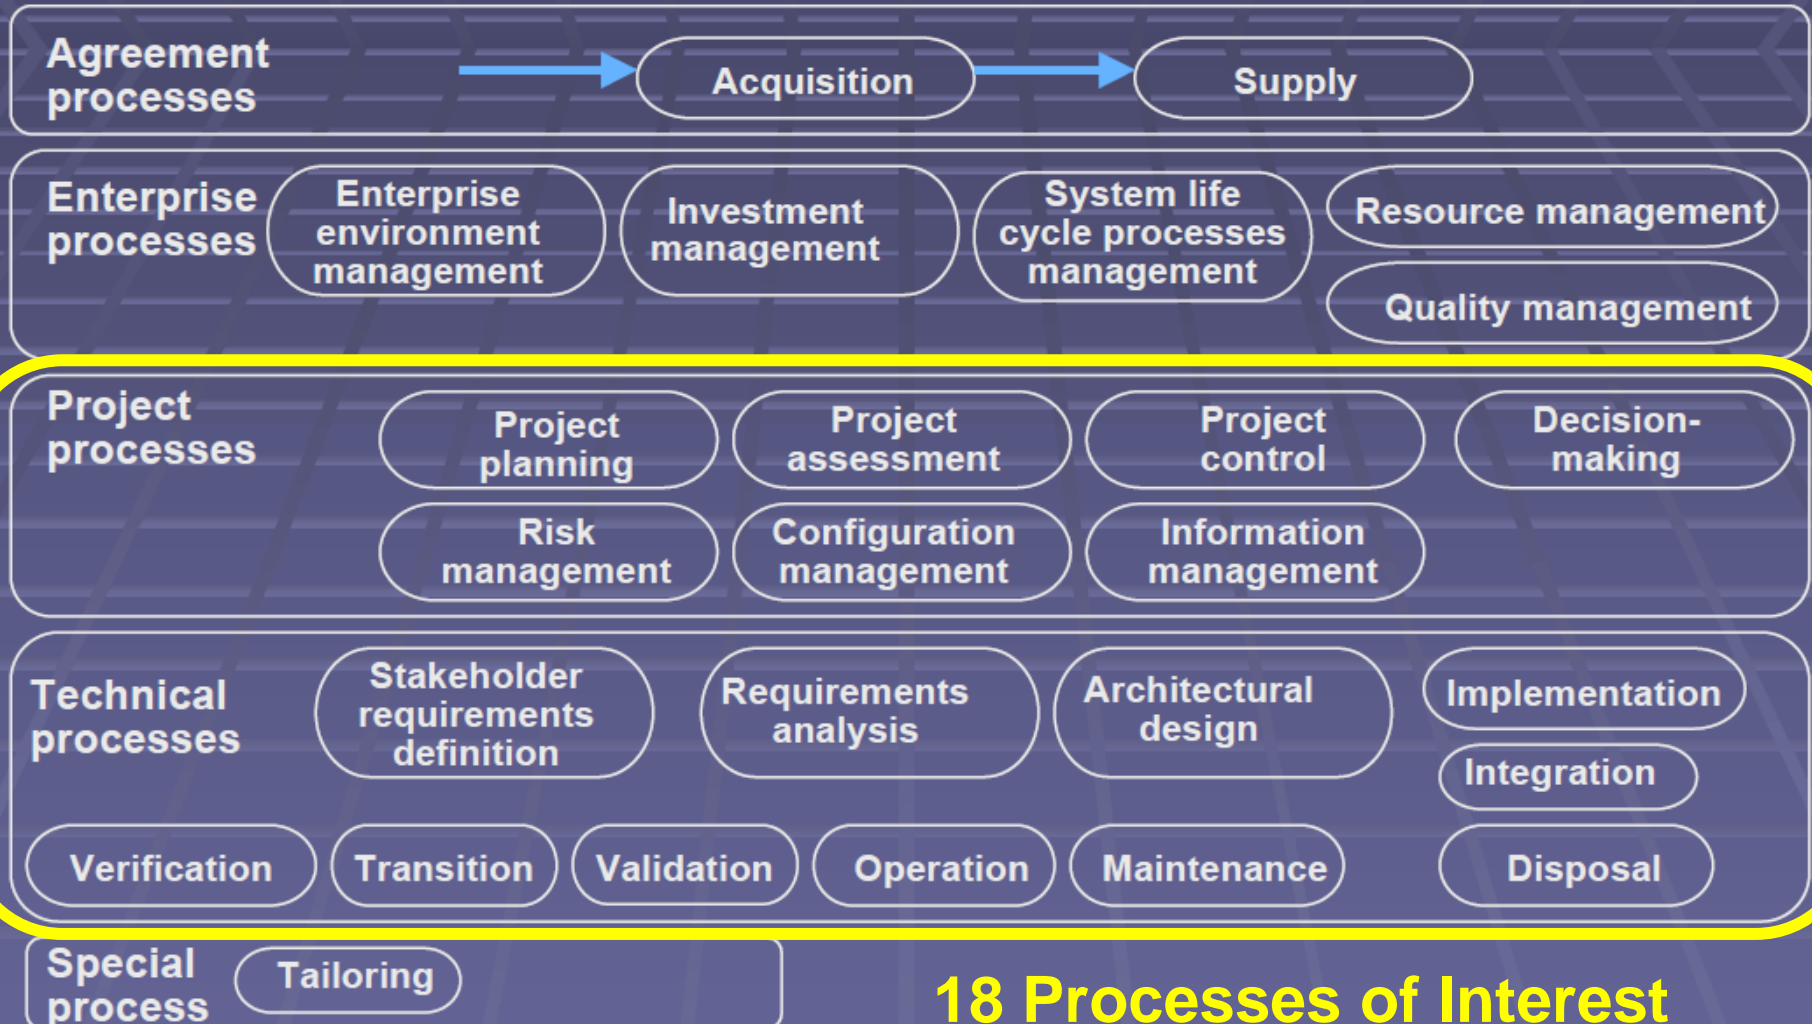 Agreement
processes
Acquisition
Supply
Enterprise
processes
Enterprise
environment
management
Investment
management
System life
cycle processes
management
Resource management
Quality management
Project
processes
Project
planning
Project
assessment
Project
control
Decision-
making
Risk
management
Configuration
management
Information
management
Technical
processes
Stakeholder
requirements
definition
Requirements
analysis
Architectural
design
Implementation
Integration
Verification
Transition
Validation
Operation
Maintenance
Disposal
Special
process
Tailoring
18 Processes of Interest